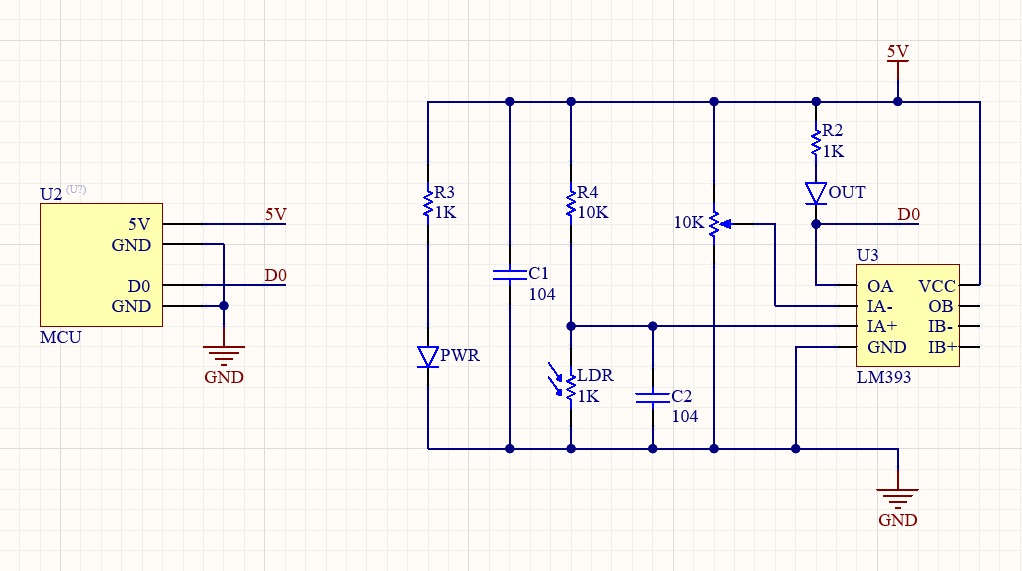 5V
R2
1K
OUT
D0
U2 (U?)
5V
GND
D0
GND
MCU
5V
D0
GND
R3
1K
R4
10K
10K
C1
104
PWR
LDR
1K
C2
104
U3
OA VCC
IA- OB
IA+ IB-
GND IB+
LM393
GND